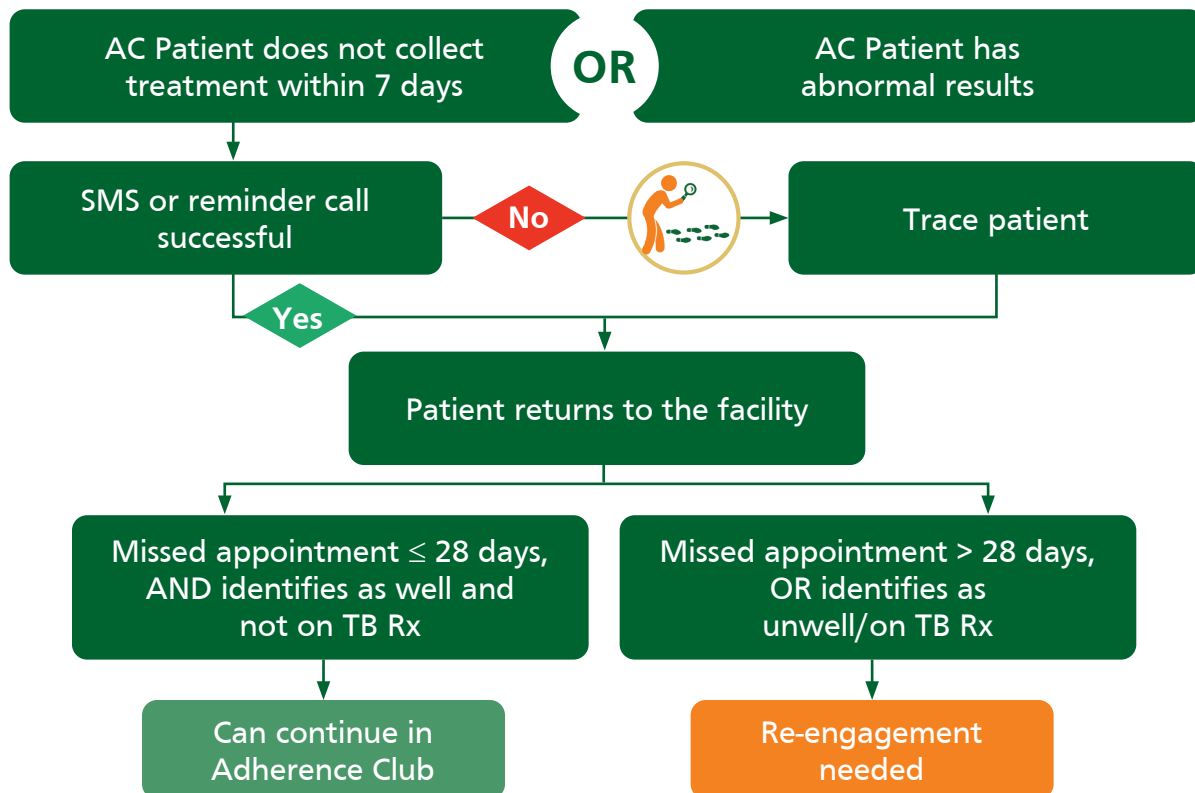 AC Patient does not collect
treatment within 7 days
OR
AC Patient has
abnormal results
SMS or reminder call
successful
No
Trace patient
Yes
Patient returns to the facility
Missed appointment ≤ 28 days,
AND identifies as well and
not on TB Rx
Missed appointment > 28 days,
OR identifies as
unwell/on TB Rx
Can continue in
Adherence Club
Re-engagement
needed